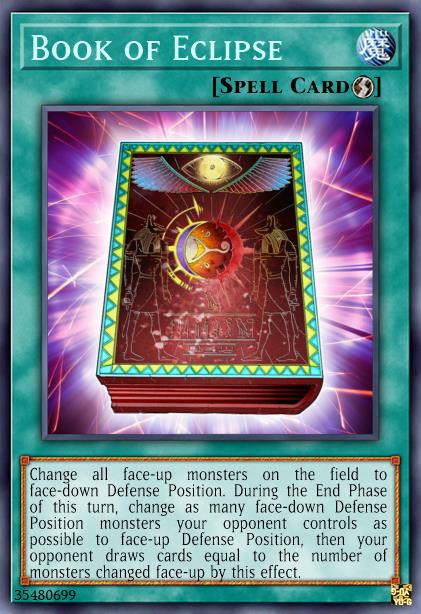 Book of Eclipse
[Spell Card]
Change all face-up monsters on the field to
face-down Defense Position. During the End Phase
of this turn, change as many face-down Defense
Position monsters your opponent controls as
possible to face-up Defense Position, then your
opponent draws cards equal to the number of
monsters changed face-up by this effect.
35480699